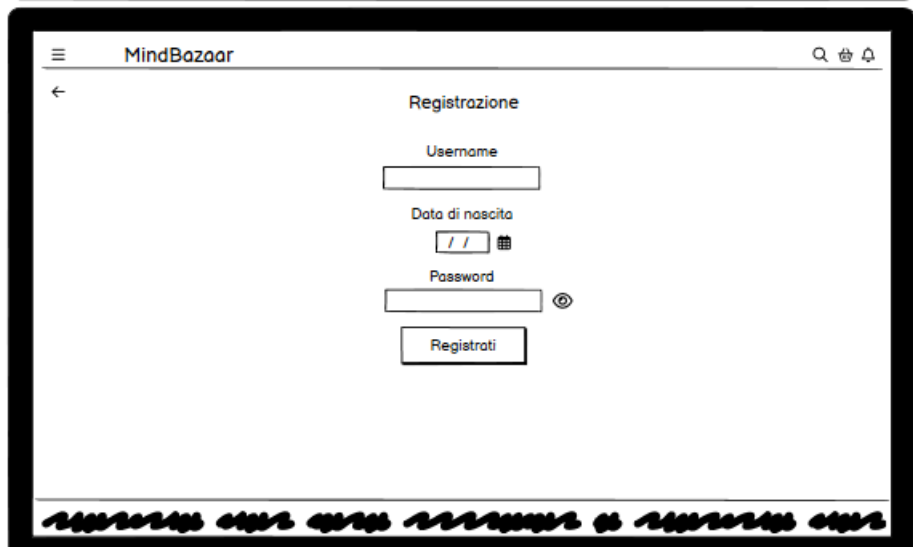 MindBazaar
Registrazione
Username
Data di nascita
/ /
Password
Registrati